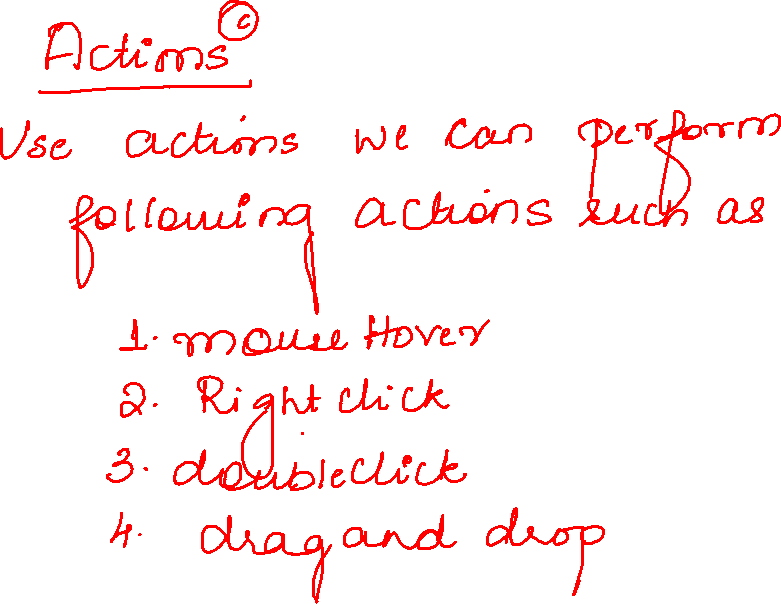 Actions ©
Use actions we can perform
following actions such as
1. mouse Hover
2. Right click
3. doubleclick
4. drag and drop